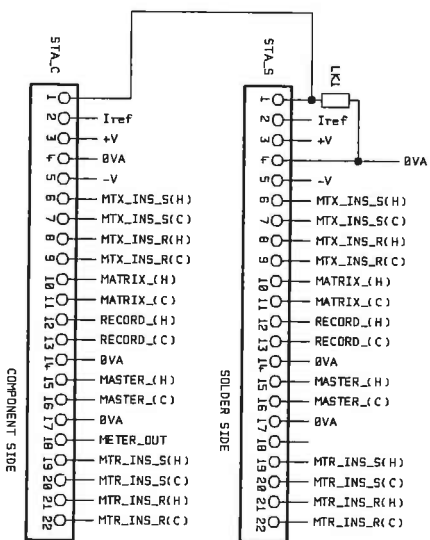 STA_C
1
2 Iref
3 +V
4 0VA
5 -V
6 MTX_INS_S(H)
7 MTX_INS_S(C)
8 MTX_INS_R(H)
9 MTX_INS_R(C)
10 MATRIX_(H)
11 MATRIX_(C)
12 RECORD_(H)
13 RECORD_(C)
14 0VA
15 MASTER_(H)
16 MASTER_(C)
17 0VA
18 METER_OUT
19 MTR_INS_S(H)
20 MTR_INS_S(C)
21 MTR_INS_R(H)
22 MTR_INS_R(C)
COMPONENT SIDE
STA_S
LK1
1
2 Iref
3 +V
4 0VA
5 -V
6 MTX_INS_S(H)
7 MTX_INS_S(C)
8 MTX_INS_R(H)
9 MTX_INS_R(C)
10 MATRIX_(H)
11 MATRIX_(C)
12 RECORD_(H)
13 RECORD_(C)
14 0VA
15 MASTER_(H)
16 MASTER_(C)
17 0VA
18
19 MTR_INS_S(H)
20 MTR_INS_S(C)
21 MTR_INS_R(H)
22 MTR_INS_R(C)
SOLDER SIDE